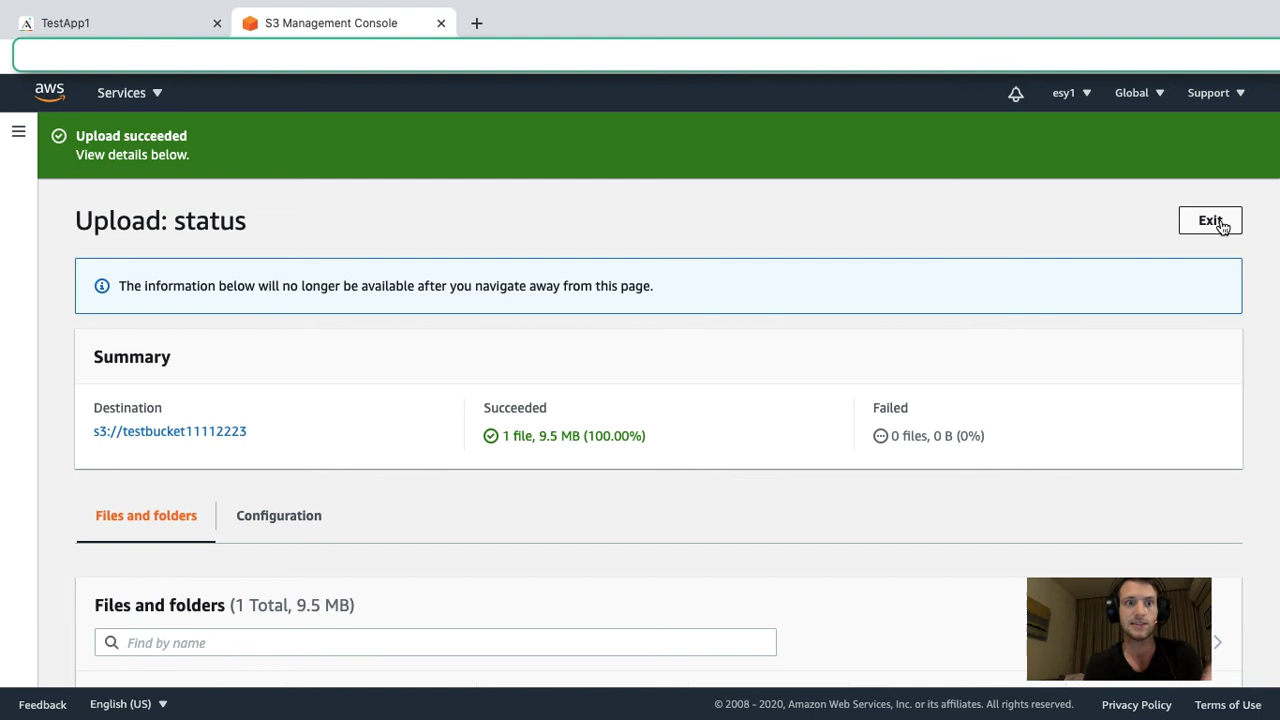 TestApp1
S3 Management Console
aws
Services
esy1
Global
Support
Upload succeeded
View details below.
Upload: status
Exit
The information below will no longer be available after you navigate away from this page.
Summary
Destination
Succeeded
Failed
s3://testbucket11112223
1 file, 9.5 MB (100.00%)
0 files, 0 B (0%)
Files and folders
Configuration
Files and folders (1 Total, 9.5 MB)
Find by name
Feedback
English (US)
© 2008 - 2020, Amazon Web Services, Inc. or its affiliates. All rights reserved.
Privacy Policy
Terms of Use